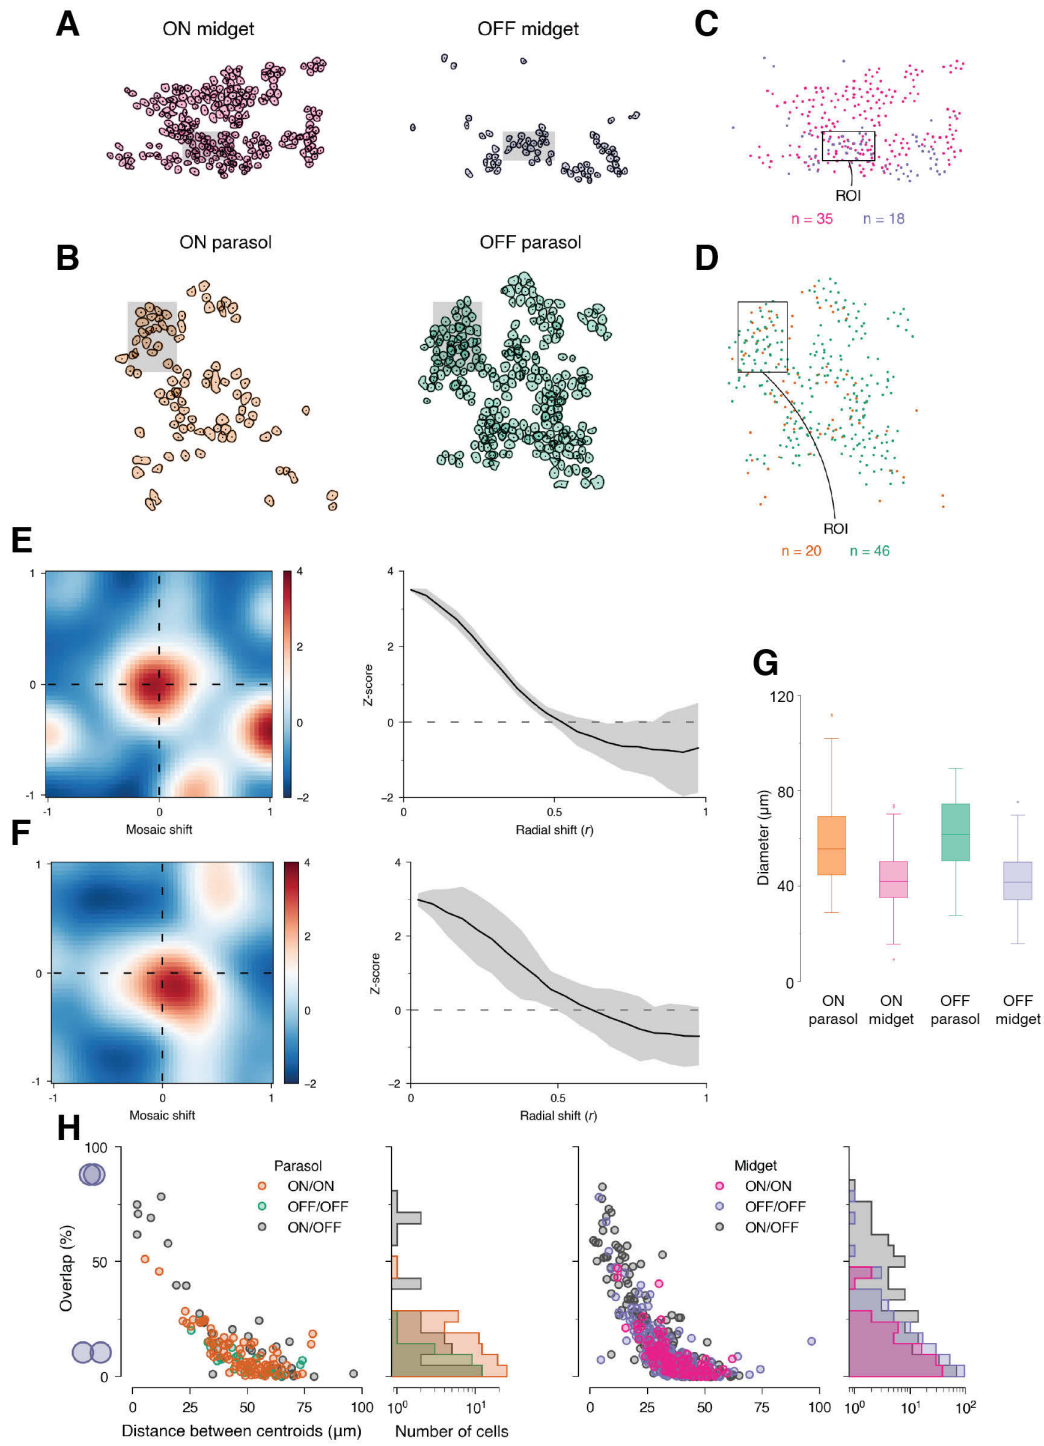 A
ON midget
OFF midget
C
ROI
n = 35
n = 18
B
ON parasol
OFF parasol
D
ROI
n = 20
n = 46
E
1
0
-1
-1
0
1
Mosaic shift
4
2
0
−2
4
2
0
−2
Z-score
0
0.5
1
Radial shift (r)
F
1
0
-1
-1
0
1
Mosaic shift
4
2
0
−2
4
2
0
−2
Z-score
0
0.5
1
Radial shift (r)
G
120
80
40
0
Diameter (µm)
ON parasol
ON midget
OFF parasol
OFF midget
H
100
50
0
Overlap (%)
Parasol
ON/ON
OFF/OFF
ON/OFF
0
25
50
75
100
Distance between centroids (µm)
10⁰
10¹
Number of cells
Midget
ON/ON
OFF/OFF
ON/OFF
0
25
50
75
100
10⁰
10¹
10²